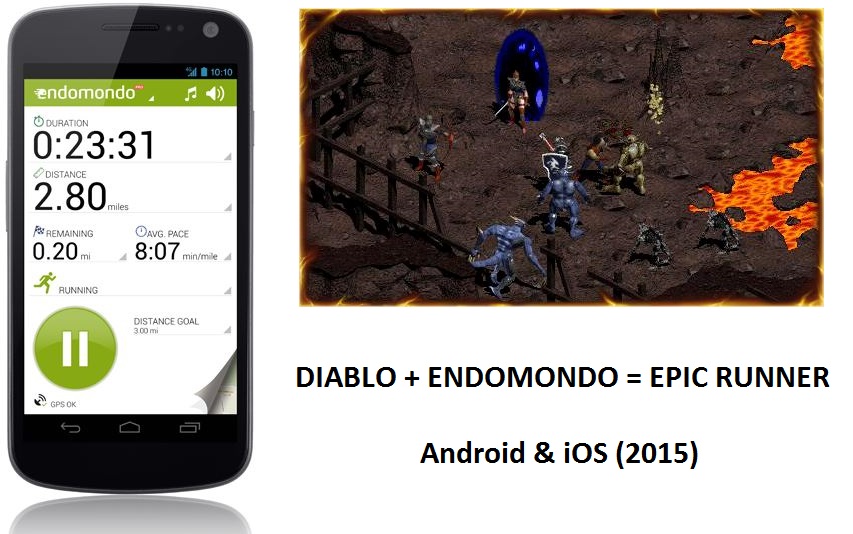 10:10
endomondo PRO
DURATION
0:23:31
DISTANCE
2.80 miles
REMAINING
0.20 mi
AVG. PACE
8:07 min/mile
RUNNING
DISTANCE GOAL
3.00 mi
GPS OK
DIABLO + ENDOMONDO = EPIC RUNNER
Android & iOS (2015)